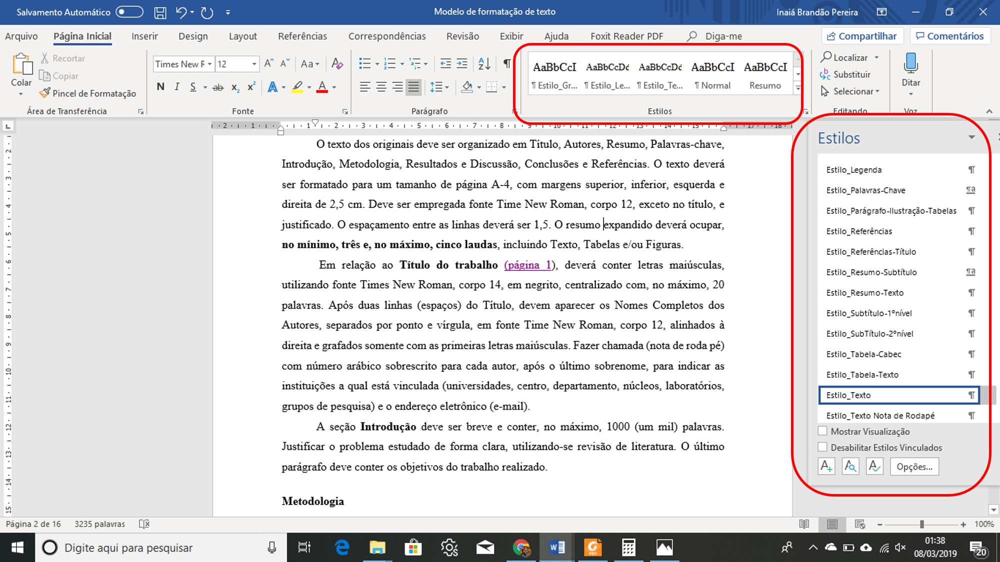 Salvamento Automático
Modelo de formatação de texto
Inaiá Brandão Pereira
Arquivo Página Inicial Inserir Design Layout Referências Correspondências Revisão Exibir Ajuda Foxit Reader PDF Diga-me Compartilhar Comentários
Colar
Recortar
Copiar
Pincel de Formatação
Área de Transferência
Times New R 12
N I S ab x₂ x²
Fonte
Parágrafo
AaBbCcI AaBbCcDd AaBbCcDd AaBbCcI AaBbCcI
¶ Estilo_Gr... ¶ Estilo_Le... ¶ Estilo_Te... ¶ Normal Resumo
Estilos
Localizar
Substituir
Selecionar
Editando
Ditar
Voz
O texto dos originais deve ser organizado em Título, Autores, Resumo, Palavras-chave,
Introdução, Metodologia, Resultados e Discussão, Conclusões e Referências. O texto deverá
ser formatado para um tamanho de página A-4, com margens superior, inferior, esquerda e
direita de 2,5 cm. Deve ser empregada fonte Time New Roman, corpo 12, exceto no título, e
justificado. O espaçamento entre as linhas deverá ser 1,5. O resumo expandido deverá ocupar,
no mínimo, três e, no máximo, cinco laudas, incluindo Texto, Tabelas e/ou Figuras.
Em relação ao Título do trabalho (página 1), deverá conter letras maiúsculas,
utilizando fonte Times New Roman, corpo 14, em negrito, centralizado com, no máximo, 20
palavras. Após duas linhas (espaços) do Título, devem aparecer os Nomes Completos dos
Autores, separados por ponto e vírgula, em fonte Time New Roman, corpo 12, alinhados à
direita e grafados somente com as primeiras letras maiúsculas. Fazer chamada (nota de roda pé)
com número arábico sobrescrito para cada autor, após o último sobrenome, para indicar as
instituições a qual está vinculada (universidades, centro, departamento, núcleos, laboratórios,
grupos de pesquisa) e o endereço eletrônico (e-mail).
A seção Introdução deve ser breve e conter, no máximo, 1000 (um mil) palavras.
Justificar o problema estudado de forma clara, utilizando-se revisão de literatura. O último
parágrafo deve conter os objetivos do trabalho realizado.
Metodologia
Estilos
Estilo_Legenda ¶
Estilo_Palavras-Chave ¶a
Estilo_Parágrafo-Ilustração-Tabelas ¶
Estilo_Referências ¶
Estilo_Referências-Título ¶
Estilo_Resumo-Subtítulo ¶a
Estilo_Resumo-Texto ¶
Estilo_Subtítulo-1ºnível ¶
Estilo_SubTítulo-2ºnível ¶
Estilo_Tabela-Cabec ¶
Estilo_Tabela-Texto ¶
Estilo_Texto ¶
Estilo_Texto Nota de Rodapé ¶
Mostrar Visualização
Desabilitar Estilos Vinculados
Opções...
Página 2 de 16 3235 palavras
100%
Digite aqui para pesquisar
01:38
08/03/2019
20